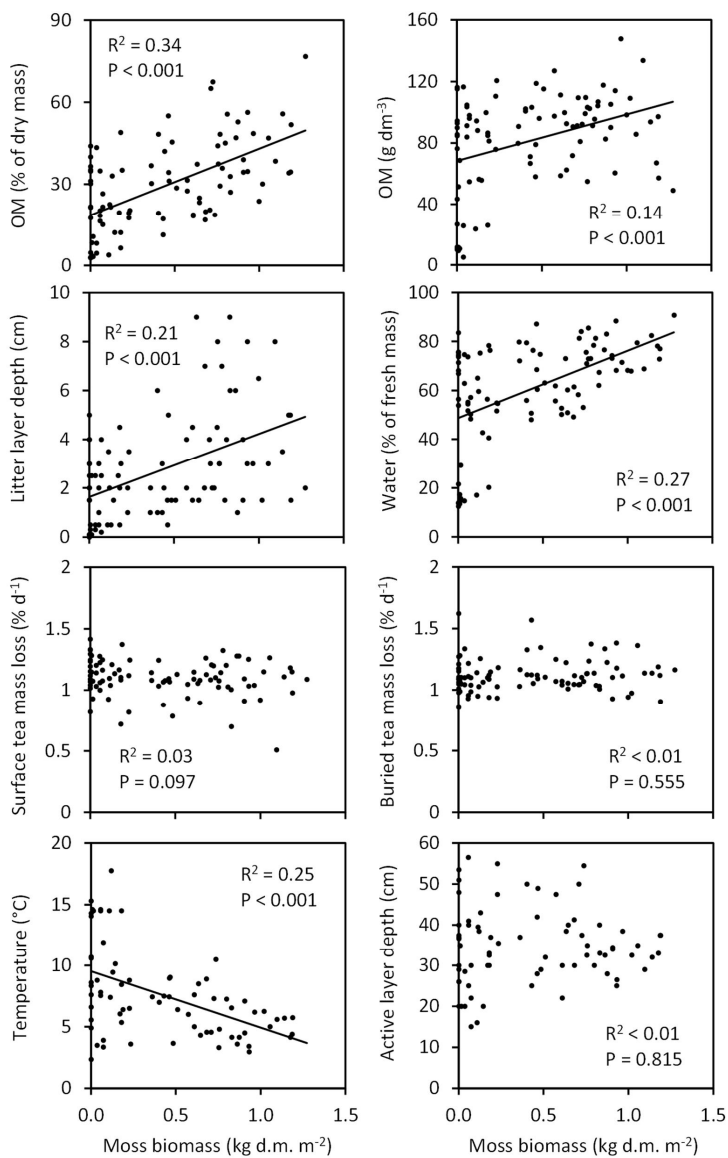 90
60
30
0
OM (% of dry mass)
R² = 0.34
P < 0.001
160
120
80
40
0
OM (g dm⁻³)
R² = 0.14
P < 0.001
10
8
6
4
2
0
Litter layer depth (cm)
R² = 0.21
P < 0.001
100
80
60
40
20
0
Water (% of fresh mass)
R² = 0.27
P < 0.001
2
1.5
1
0.5
0
Surface tea mass loss (% d⁻¹)
R² = 0.03
P = 0.097
2
1.5
1
0.5
0
Buried tea mass loss (% d⁻¹)
R² < 0.01
P = 0.555
20
15
10
5
0
Temperature (°C)
R² = 0.25
P < 0.001
0.0 0.5 1.0 1.5
Moss biomass (kg d.m. m⁻²)
60
50
40
30
20
10
0
Active layer depth (cm)
R² < 0.01
P = 0.815
0.0 0.5 1.0 1.5
Moss biomass (kg d.m. m⁻²)